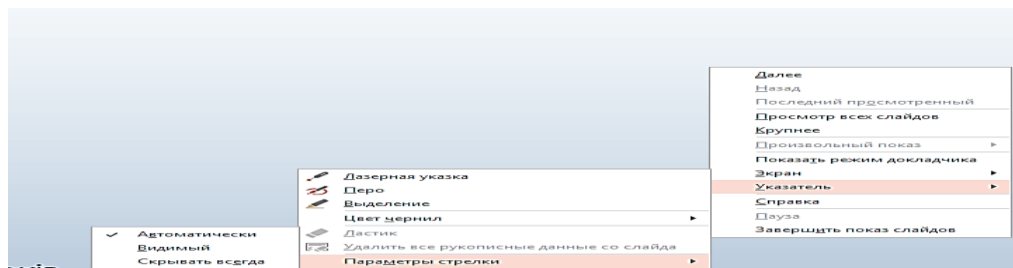 Далее
Назад
Последний просмотренный
Просмотр всех слайдов
Крупнее
Произвольный показ
Показать режим докладчика
Экран
Указатель
Справка
Пауза
Завершить показ слайдов
Лазерная указка
Перо
Выделение
Цвет чернил
Ластик
Удалить все рукописные данные со слайда
Параметры стрелки
Автоматически
Видимый
Скрывать всегда